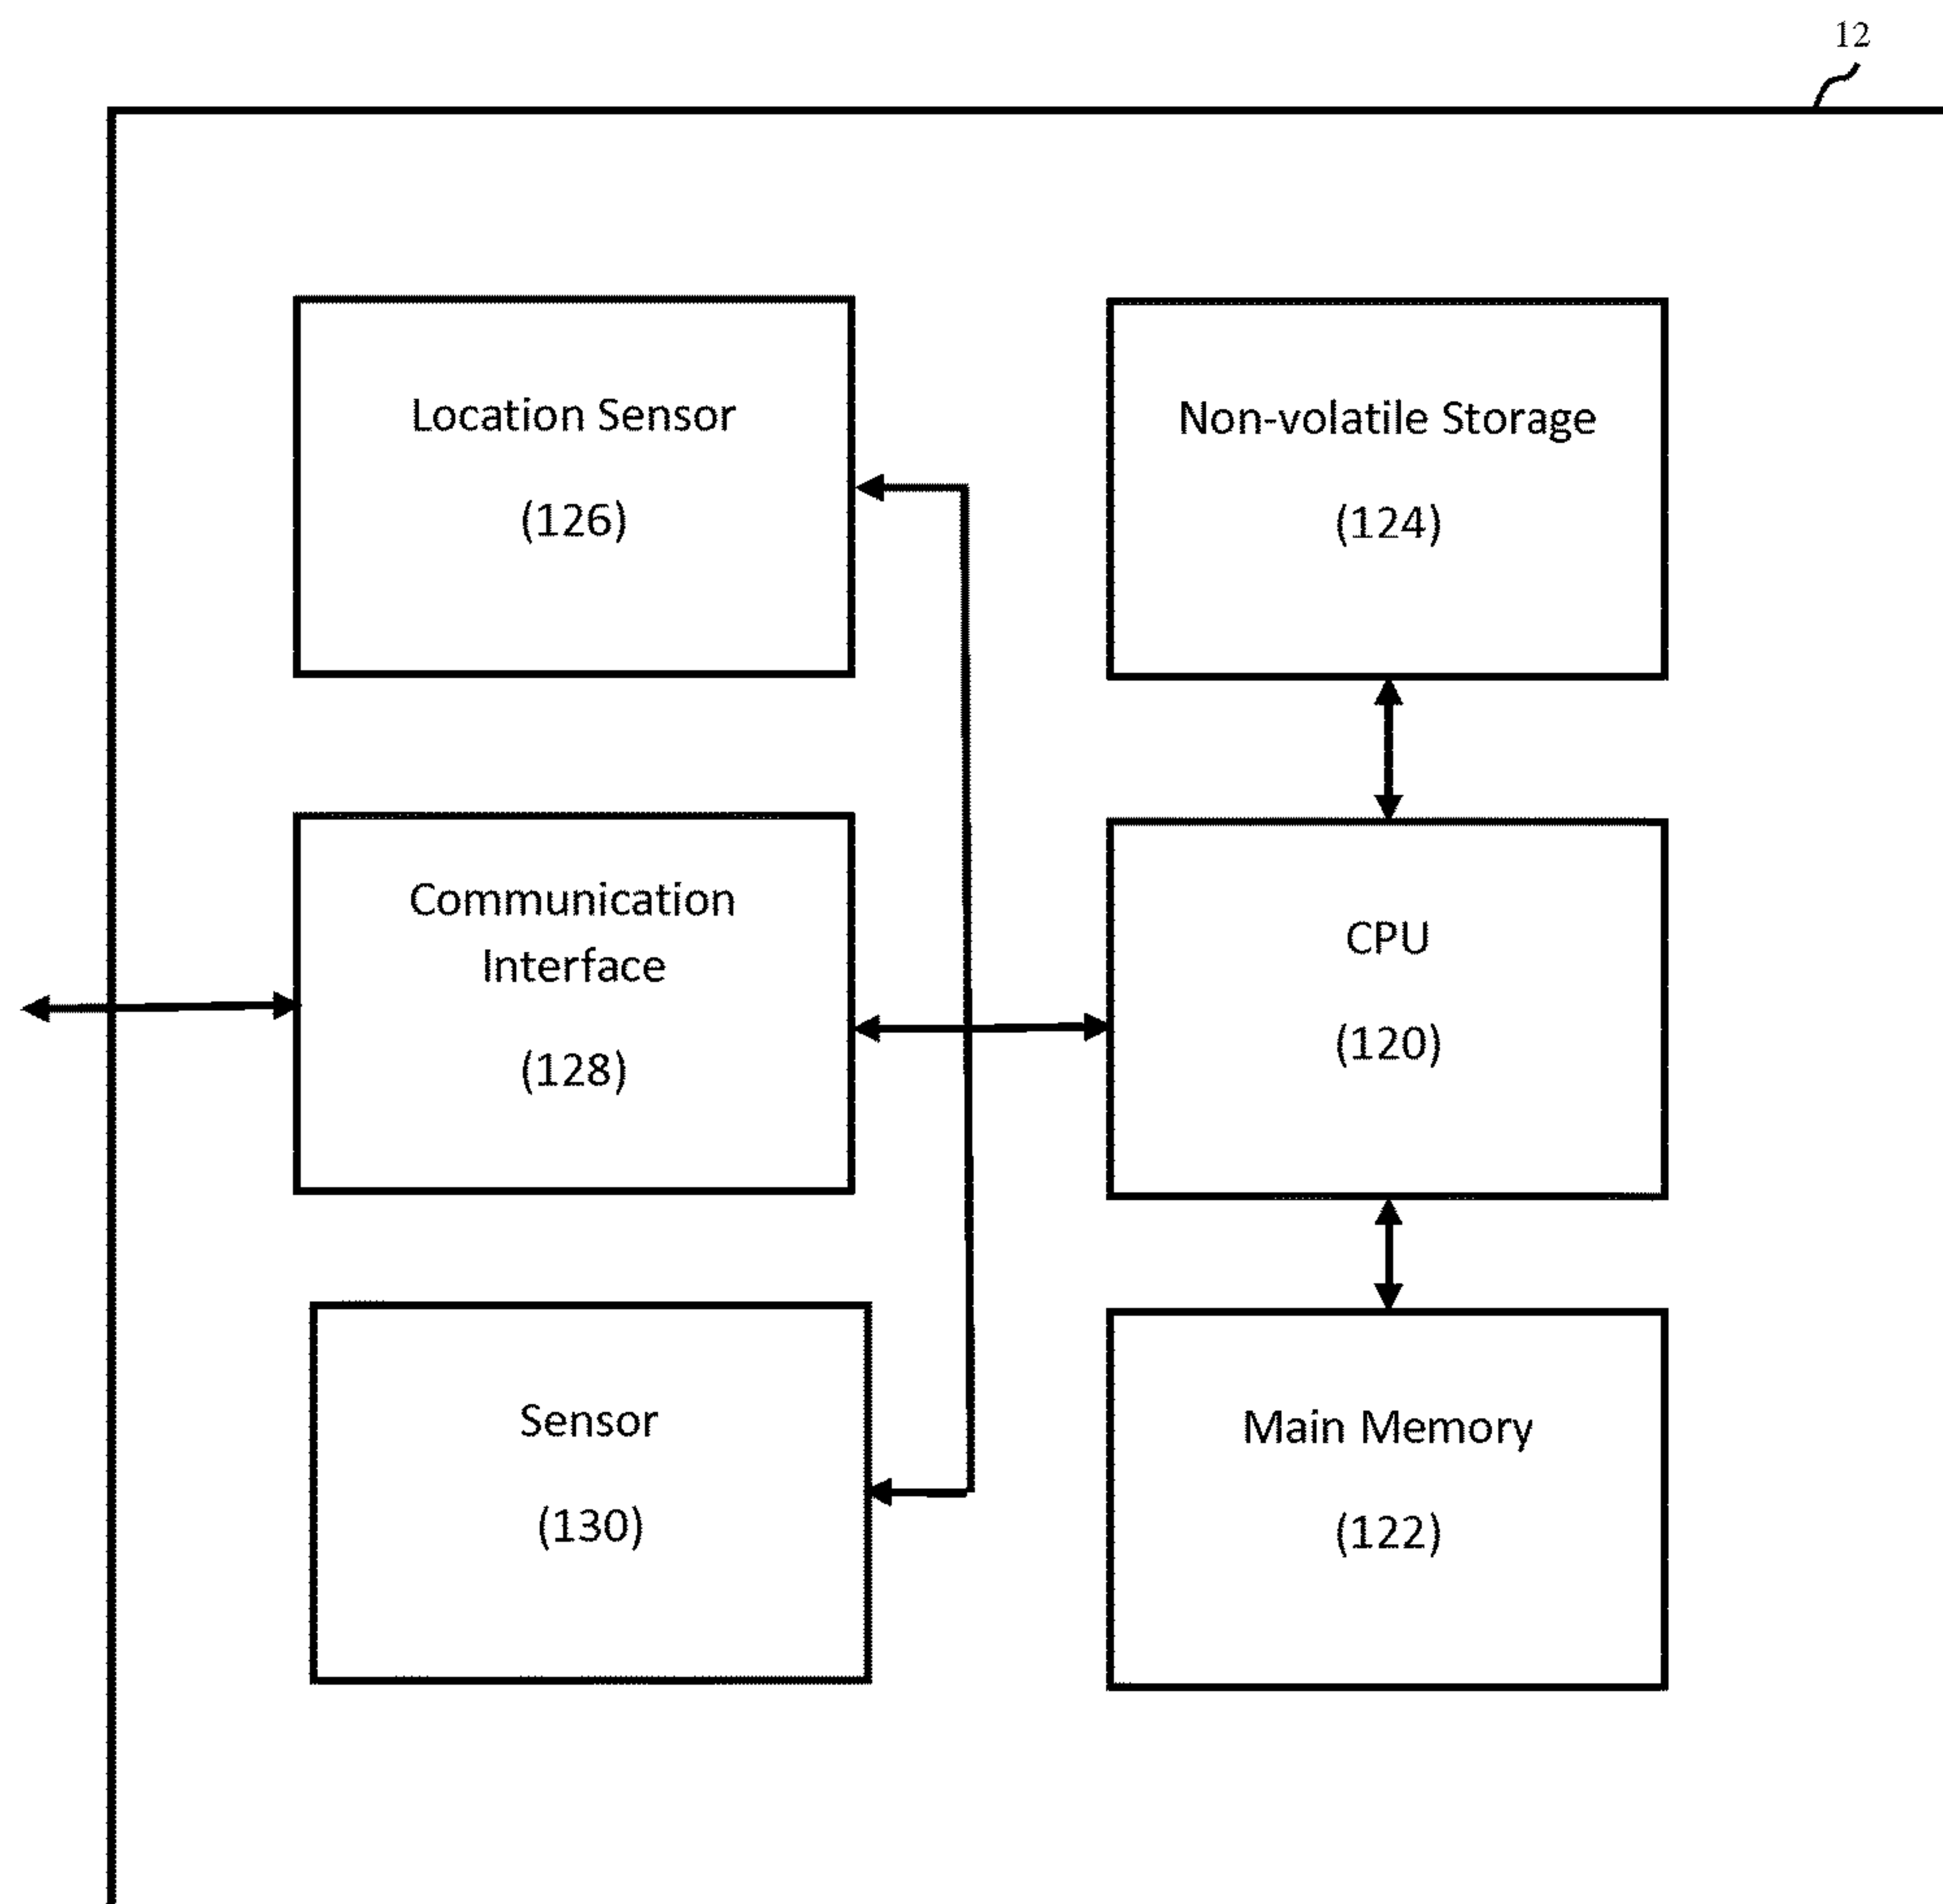 12
Location Sensor
(126)
Non-volatile Storage
(124)
Communication
Interface
(128)
CPU
(120)
Sensor
(130)
Main Memory
(122)